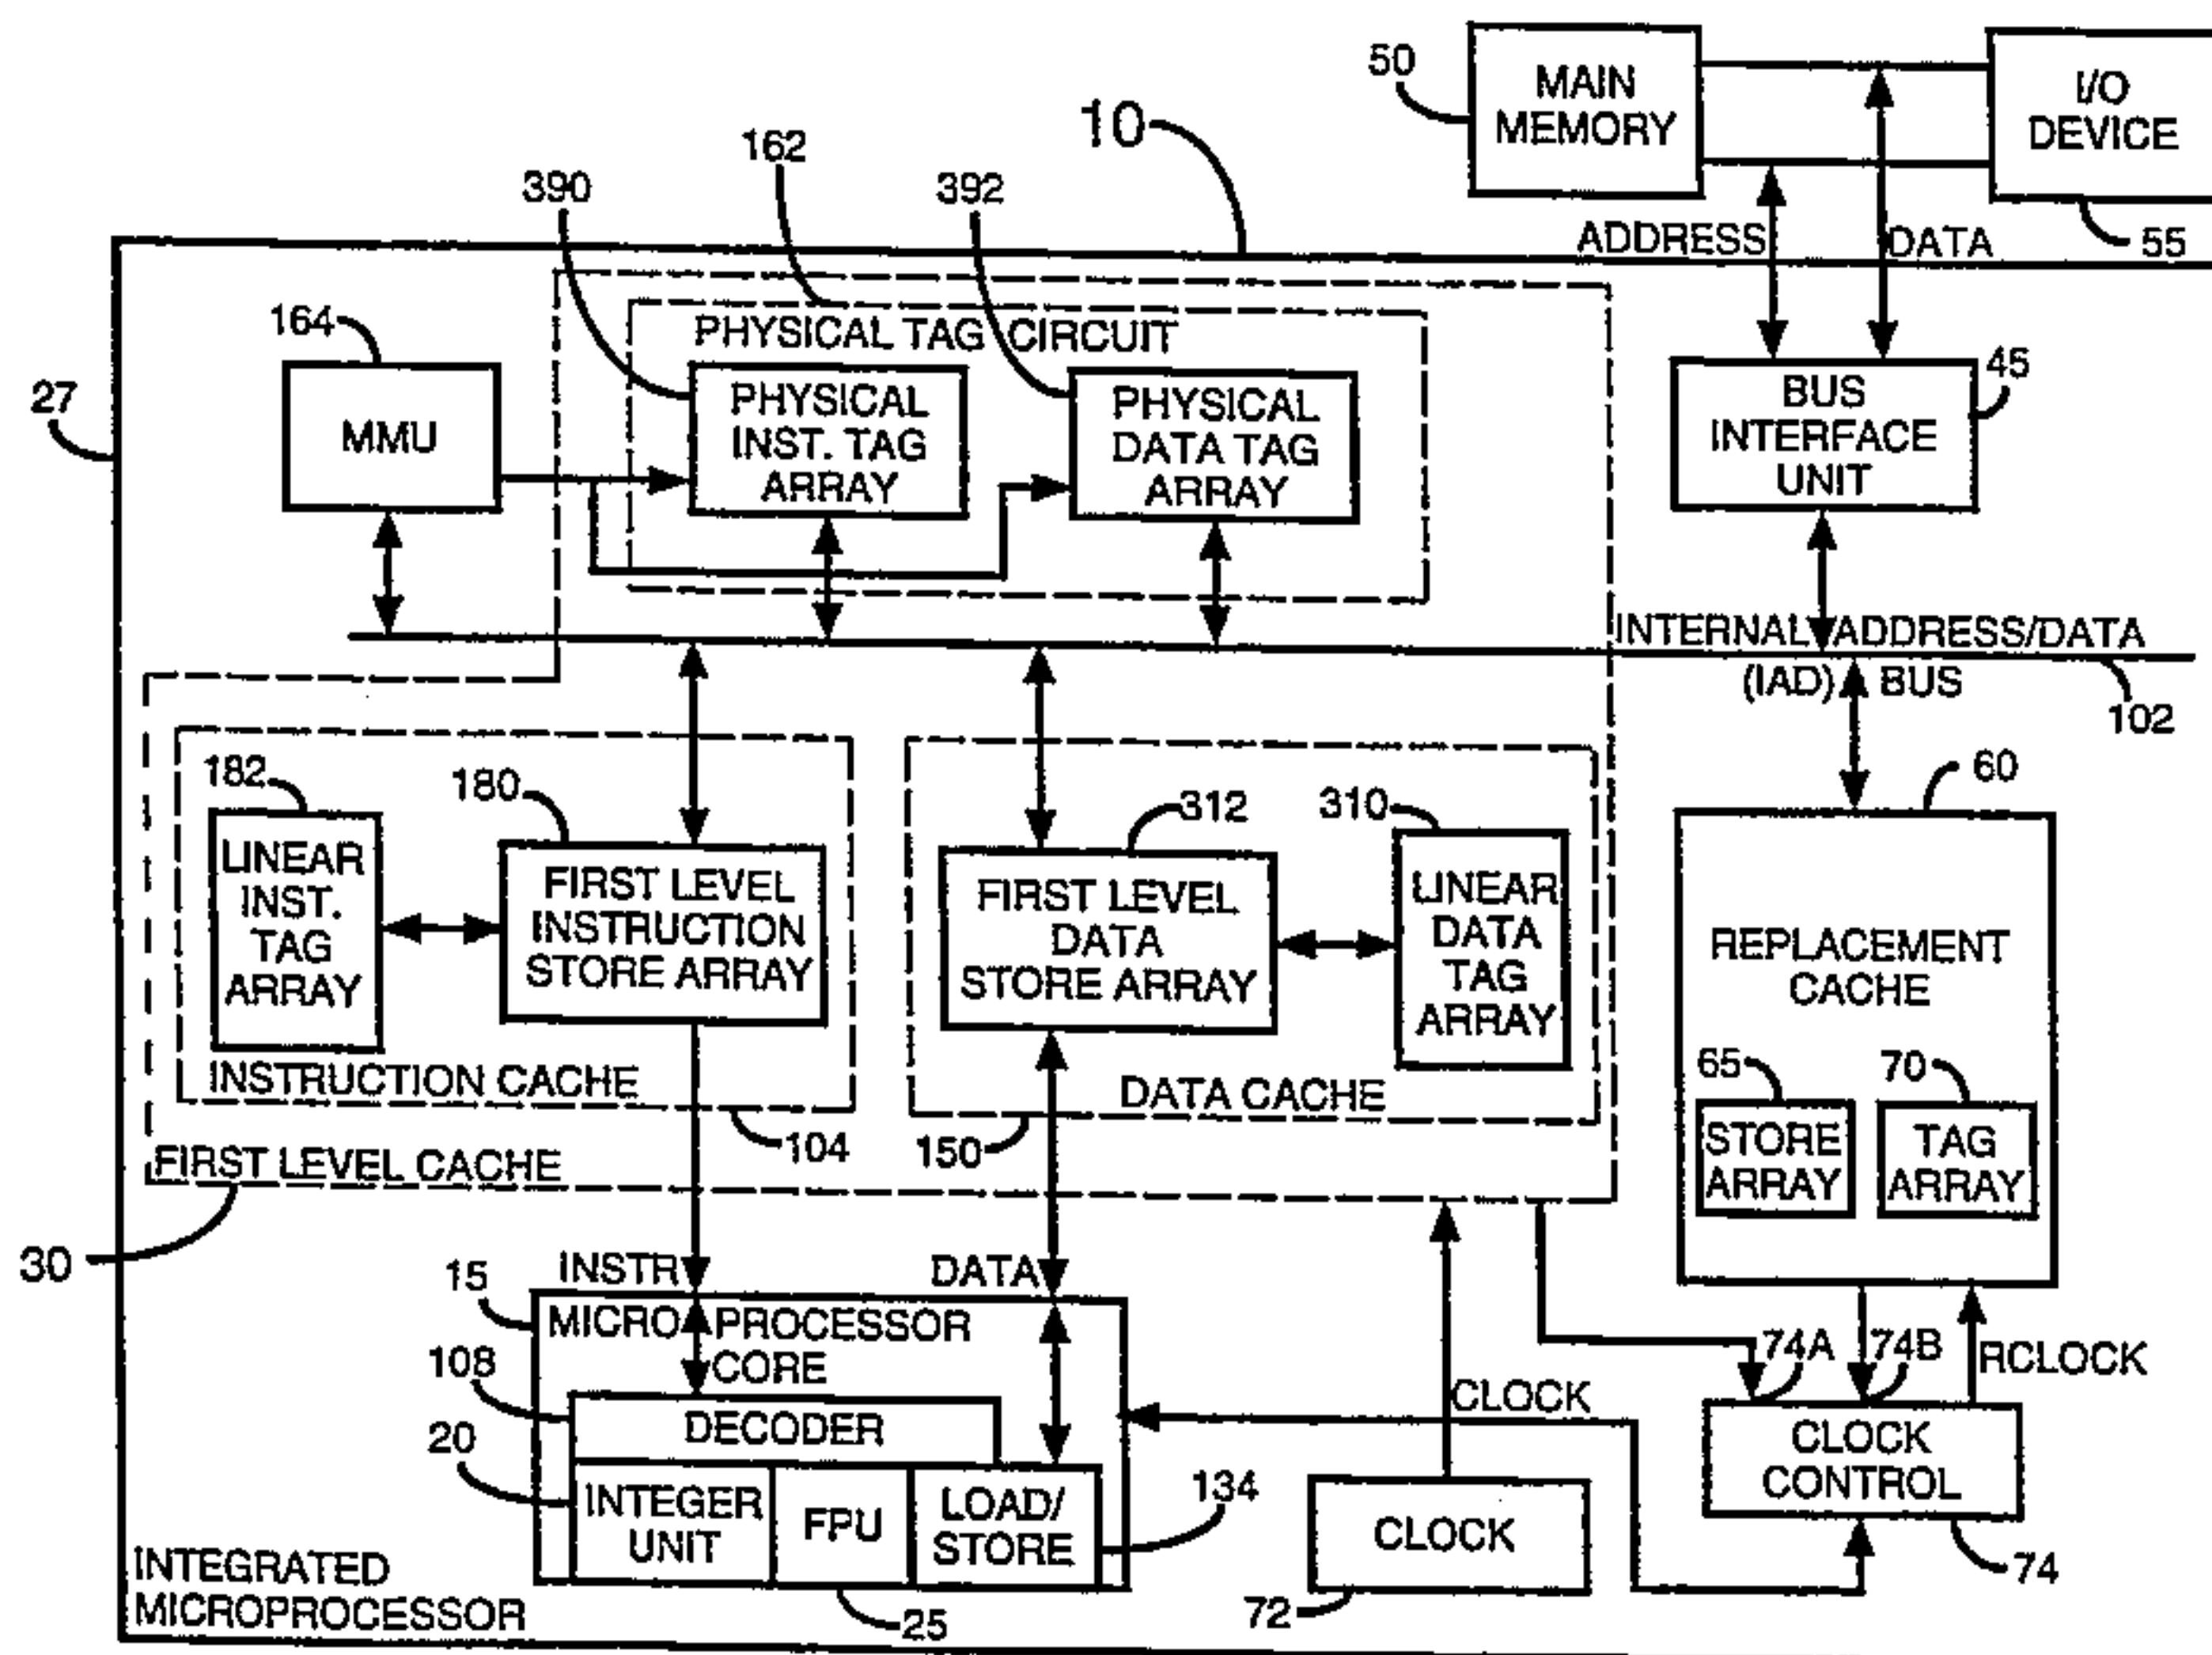 50
MAIN
MEMORY
I/O
DEVICE
55
10
162
390
392
ADDRESS
DATA
164
27
MMU
PHYSICAL TAG CIRCUIT
PHYSICAL
INST. TAG
ARRAY
PHYSICAL
DATA TAG
ARRAY
BUS
INTERFACE
UNIT
45
INTERNAL ADDRESS/DATA
(IAD) BUS
102
182
180
312
310
60
LINEAR
INST.
TAG
ARRAY
FIRST LEVEL
INSTRUCTION
STORE ARRAY
FIRST LEVEL
DATA
STORE ARRAY
LINEAR
DATA
TAG
ARRAY
REPLACEMENT
CACHE
65
70
STORE
ARRAY
TAG
ARRAY
INSTRUCTION CACHE
104
DATA CACHE
150
FIRST LEVEL CACHE
30
INSTR
DATA
15
MICROPROCESSOR
CORE
108
DECODER
20
INTEGER
UNIT
FPU
LOAD/
STORE
134
25
CLOCK
CLOCK
72
74A
74B
RCLOCK
CLOCK
CONTROL
74
INTEGRATED
MICROPROCESSOR